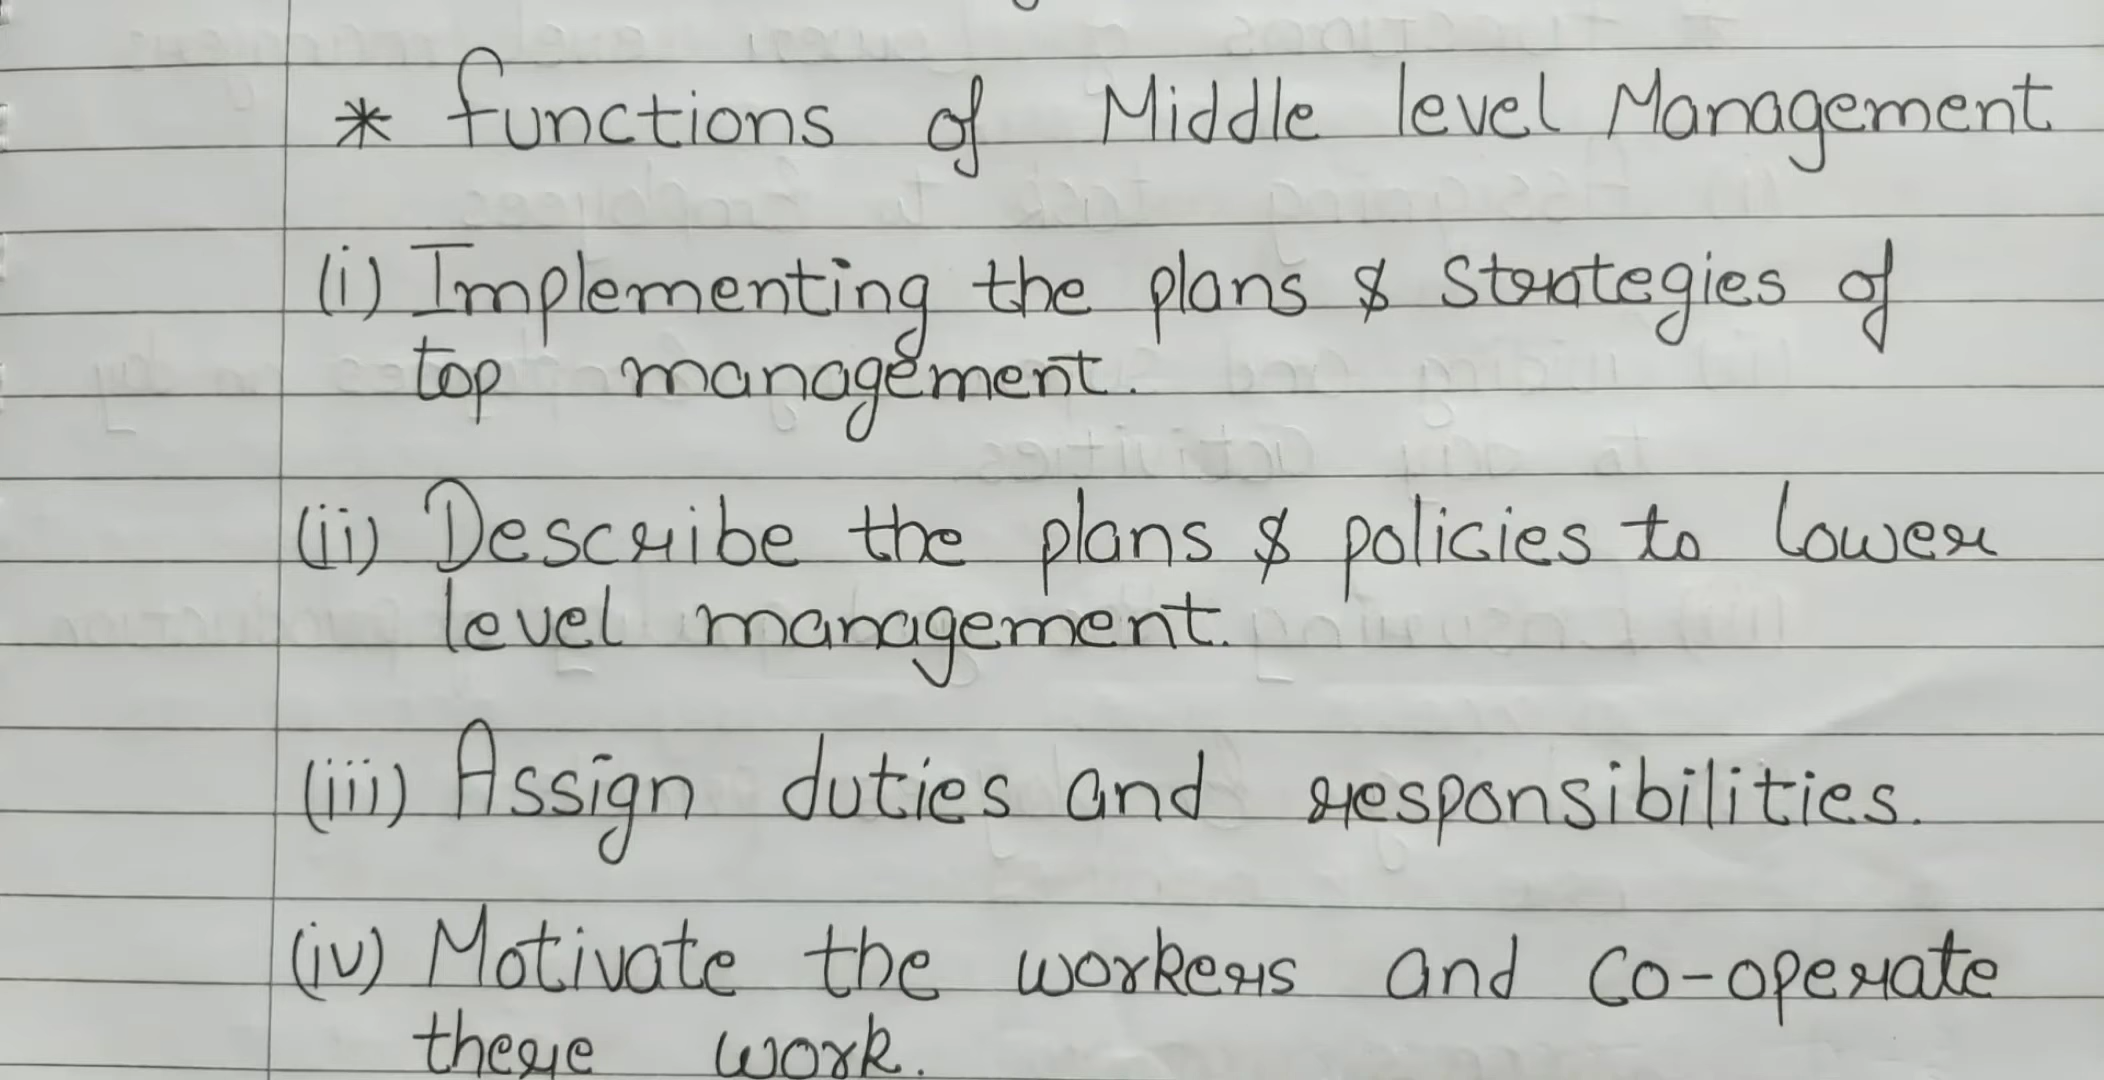 * functions of Middle level Management
(i) Implementing the plans & Strategies of
top management.
(ii) Describe the plans & policies to lower
level management.
(iii) Assign duties and responsibilities.
(iv) Motivate the workers and co-operate
there work.